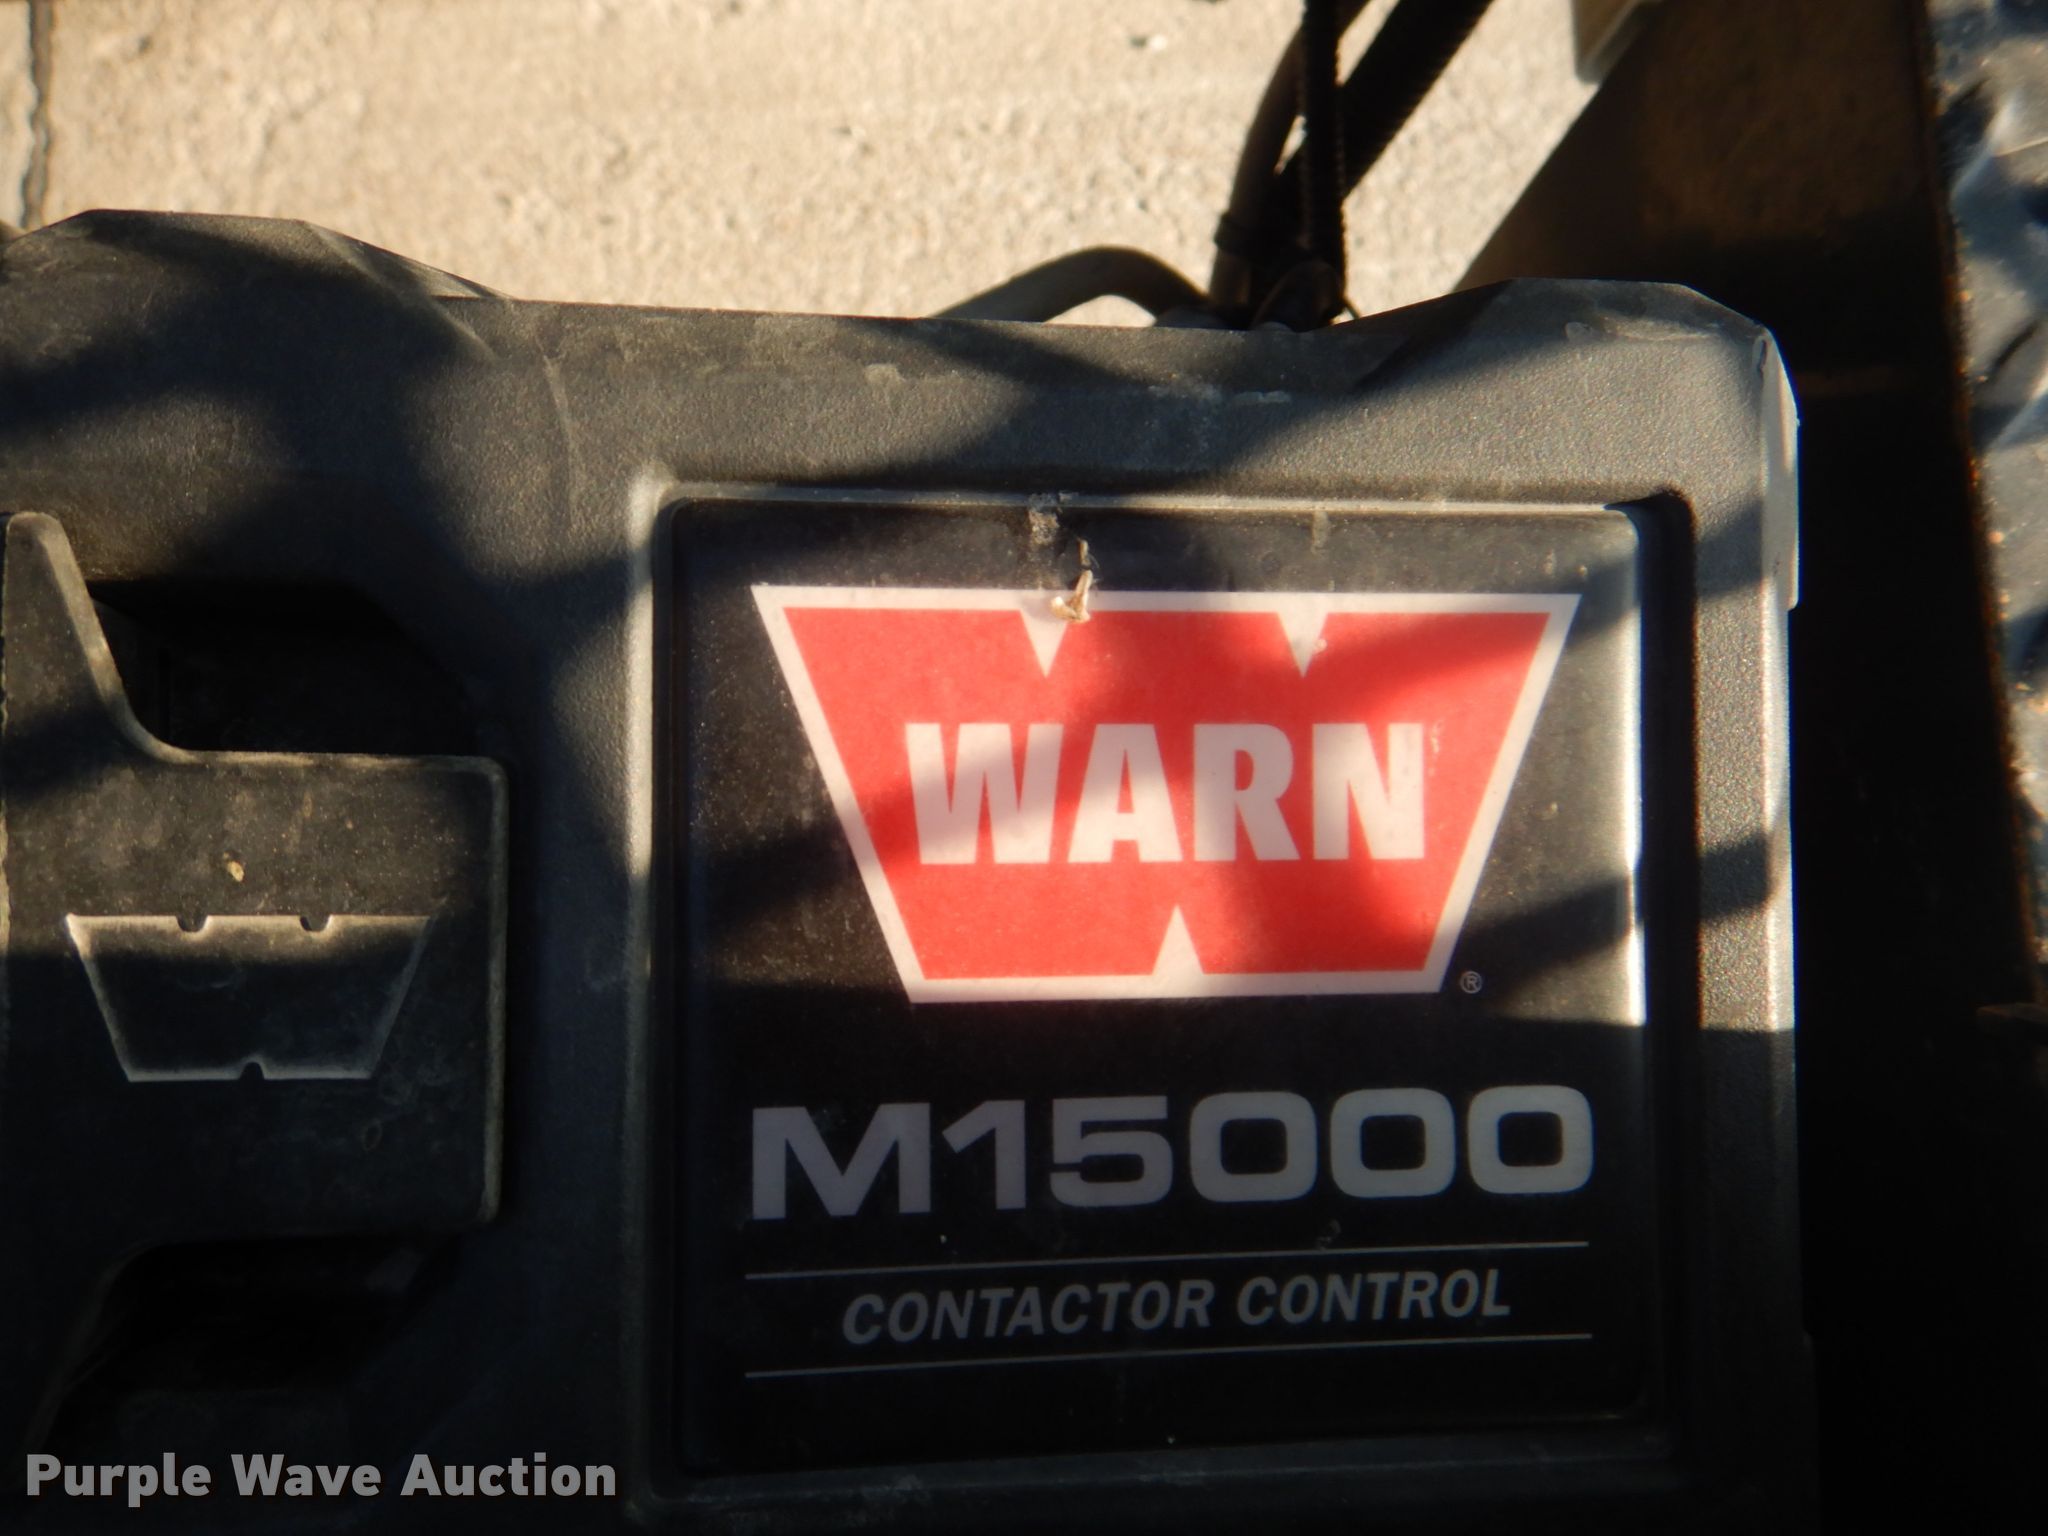 WARN
®
M15000
CONTACTOR CONTROL
Purple Wave Auction